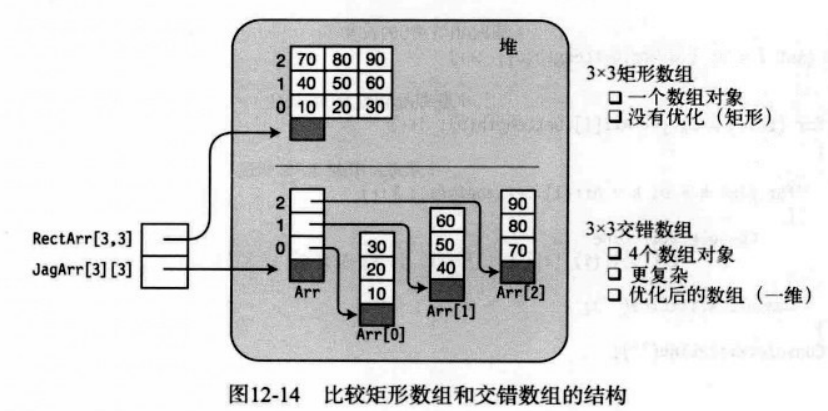 堆
2 70 80 90
1 40 50 60
0 10 20 30
RectArr[3,3]
JagArr[3][3]
2
1
0
Arr
30
20
10
Arr[0]
60
50
40
Arr[1]
90
80
70
Arr[2]
3×3矩形数组
□ 一个数组对象
□ 没有优化（矩形）
3×3交错数组
□ 4个数组对象
□ 更复杂
□ 优化后的数组（一维）
图12-14 比较矩形数组和交错数组的结构